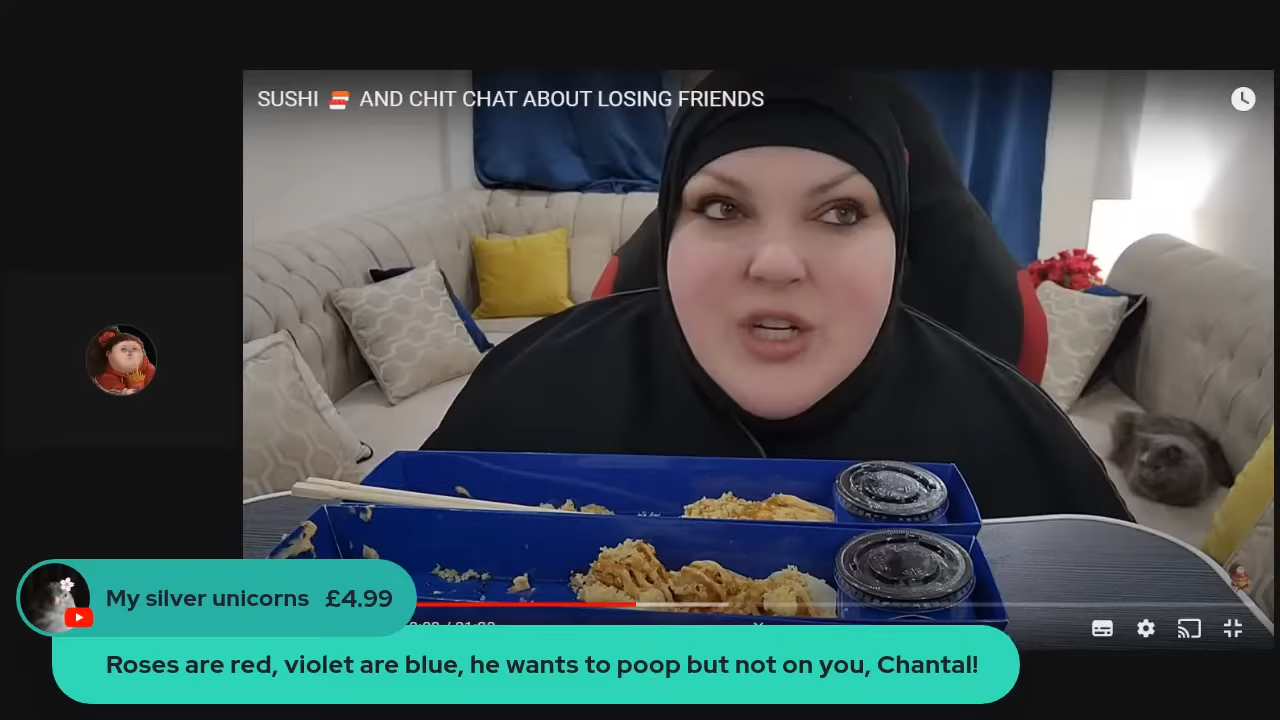 SUSHI 🍣 AND CHIT CHAT ABOUT LOSING FRIENDS
My silver unicorns £4.99
Roses are red, violet are blue, he wants to poop but not on you, Chantal!